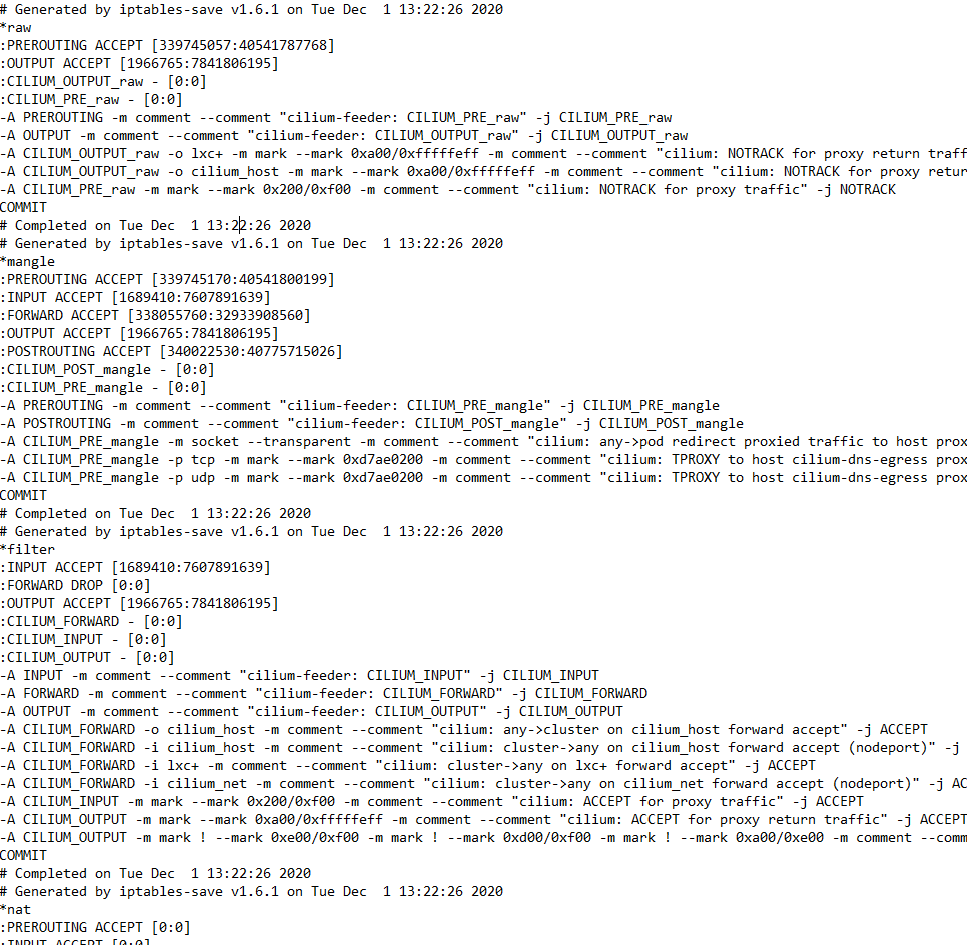 # Generated by iptables-save v1.6.1 on Tue Dec  1 13:22:26 2020
*raw
:PREROUTING ACCEPT [339745057:40541787768]
:OUTPUT ACCEPT [1966765:7841806195]
:CILIUM_OUTPUT_raw - [0:0]
:CILIUM_PRE_raw - [0:0]
-A PREROUTING -m comment --comment "cilium-feeder: CILIUM_PRE_raw" -j CILIUM_PRE_raw
-A OUTPUT -m comment --comment "cilium-feeder: CILIUM_OUTPUT_raw" -j CILIUM_OUTPUT_raw
-A CILIUM_OUTPUT_raw -o lxc+ -m mark --mark 0xa00/0xfffffeff -m comment --comment "cilium: NOTRACK for proxy return traff
-A CILIUM_OUTPUT_raw -o cilium_host -m mark --mark 0xa00/0xfffffeff -m comment --comment "cilium: NOTRACK for proxy retur
-A CILIUM_PRE_raw -m mark --mark 0x200/0xf00 -m comment --comment "cilium: NOTRACK for proxy traffic" -j NOTRACK
COMMIT
# Completed on Tue Dec  1 13:22:26 2020
# Generated by iptables-save v1.6.1 on Tue Dec  1 13:22:26 2020
*mangle
:PREROUTING ACCEPT [339745170:40541800199]
:INPUT ACCEPT [1689410:7607891639]
:FORWARD ACCEPT [338055760:32933908560]
:OUTPUT ACCEPT [1966765:7841806195]
:POSTROUTING ACCEPT [340022530:40775715026]
:CILIUM_POST_mangle - [0:0]
:CILIUM_PRE_mangle - [0:0]
-A PREROUTING -m comment --comment "cilium-feeder: CILIUM_PRE_mangle" -j CILIUM_PRE_mangle
-A POSTROUTING -m comment --comment "cilium-feeder: CILIUM_POST_mangle" -j CILIUM_POST_mangle
-A CILIUM_PRE_mangle -m socket --transparent -m comment --comment "cilium: any->pod redirect proxied traffic to host prox
-A CILIUM_PRE_mangle -p tcp -m mark --mark 0xd7ae0200 -m comment --comment "cilium: TPROXY to host cilium-dns-egress prox
-A CILIUM_PRE_mangle -p udp -m mark --mark 0xd7ae0200 -m comment --comment "cilium: TPROXY to host cilium-dns-egress prox
COMMIT
# Completed on Tue Dec  1 13:22:26 2020
# Generated by iptables-save v1.6.1 on Tue Dec  1 13:22:26 2020
*filter
:INPUT ACCEPT [1689410:7607891639]
:FORWARD DROP [0:0]
:OUTPUT ACCEPT [1966765:7841806195]
:CILIUM_FORWARD - [0:0]
:CILIUM_INPUT - [0:0]
:CILIUM_OUTPUT - [0:0]
-A INPUT -m comment --comment "cilium-feeder: CILIUM_INPUT" -j CILIUM_INPUT
-A FORWARD -m comment --comment "cilium-feeder: CILIUM_FORWARD" -j CILIUM_FORWARD
-A OUTPUT -m comment --comment "cilium-feeder: CILIUM_OUTPUT" -j CILIUM_OUTPUT
-A CILIUM_FORWARD -o cilium_host -m comment --comment "cilium: any->cluster on cilium_host forward accept" -j ACCEPT
-A CILIUM_FORWARD -i cilium_host -m comment --comment "cilium: cluster->any on cilium_host forward accept (nodeport)" -j
-A CILIUM_FORWARD -i lxc+ -m comment --comment "cilium: cluster->any on lxc+ forward accept" -j ACCEPT
-A CILIUM_FORWARD -i cilium_net -m comment --comment "cilium: cluster->any on cilium_net forward accept (nodeport)" -j AC
-A CILIUM_INPUT -m mark --mark 0x200/0xf00 -m comment --comment "cilium: ACCEPT for proxy traffic" -j ACCEPT
-A CILIUM_OUTPUT -m mark --mark 0xa00/0xfffffeff -m comment --comment "cilium: ACCEPT for proxy return traffic" -j ACCEPT
-A CILIUM_OUTPUT -m mark ! --mark 0xe00/0xf00 -m mark ! --mark 0xd00/0xf00 -m mark ! --mark 0xa00/0xe00 -m comment --comm
COMMIT
# Completed on Tue Dec  1 13:22:26 2020
# Generated by iptables-save v1.6.1 on Tue Dec  1 13:22:26 2020
*nat
:PREROUTING ACCEPT [0:0]
:INPUT ACCEPT [0:0]